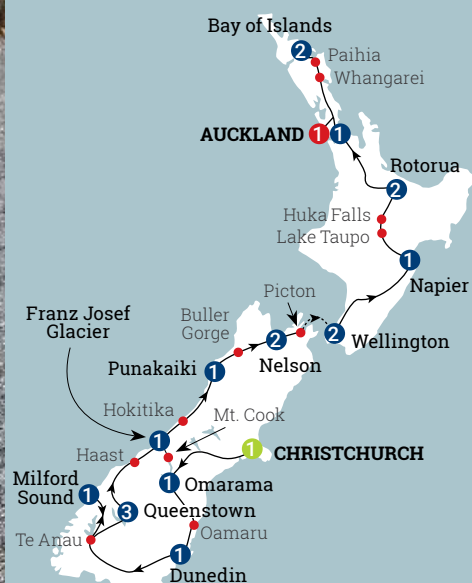 Bay of Islands
2
Paihia
Whangarei
AUCKLAND 1 1
Rotorua
2
Huka Falls
Lake Taupo
1
Napier
Picton
Franz Josef
Glacier
Buller
Gorge
2
2
Wellington
Nelson
Punakaiki
1
Hokitika
Mt. Cook
1
1
CHRISTCHURCH
Haast
Milford
Sound
1
1
Omarama
3
Queenstown
Te Anau
Oamaru
1
Dunedin